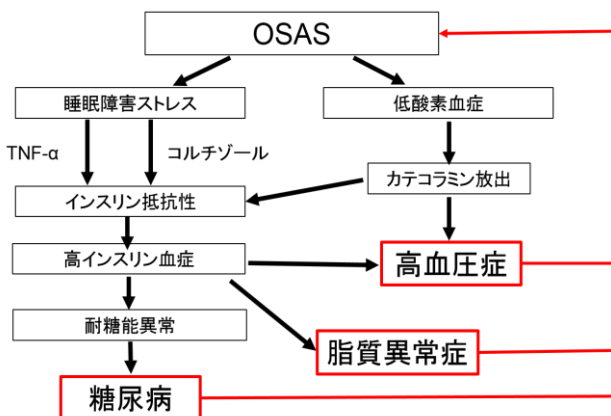 OSAS
睡眠障害ストレス
低酸素血症
TNF-α
コルチゾール
カテコラミン放出
インスリン抵抗性
高インスリン血症
高血圧症
耐糖能異常
脂質異常症
糖尿病